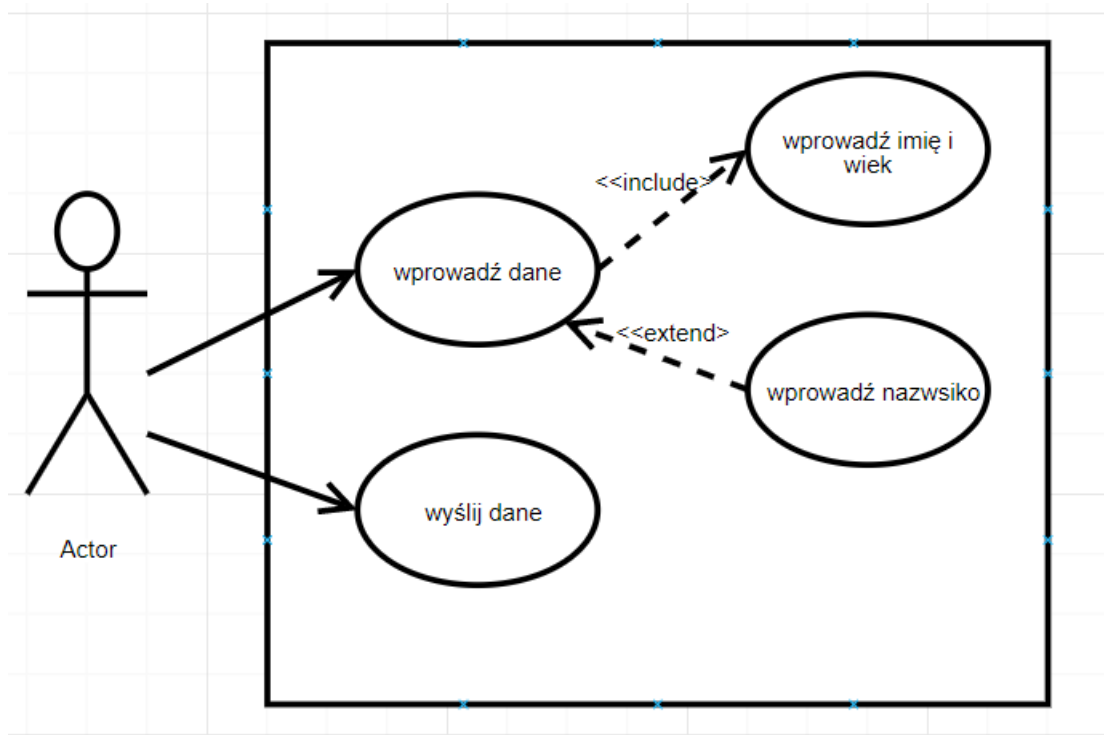 wprowadź imię i
wiek
<<include>
wprowadź dane
<<extend>
wprowadź nazwsiko
wyślij dane
Actor